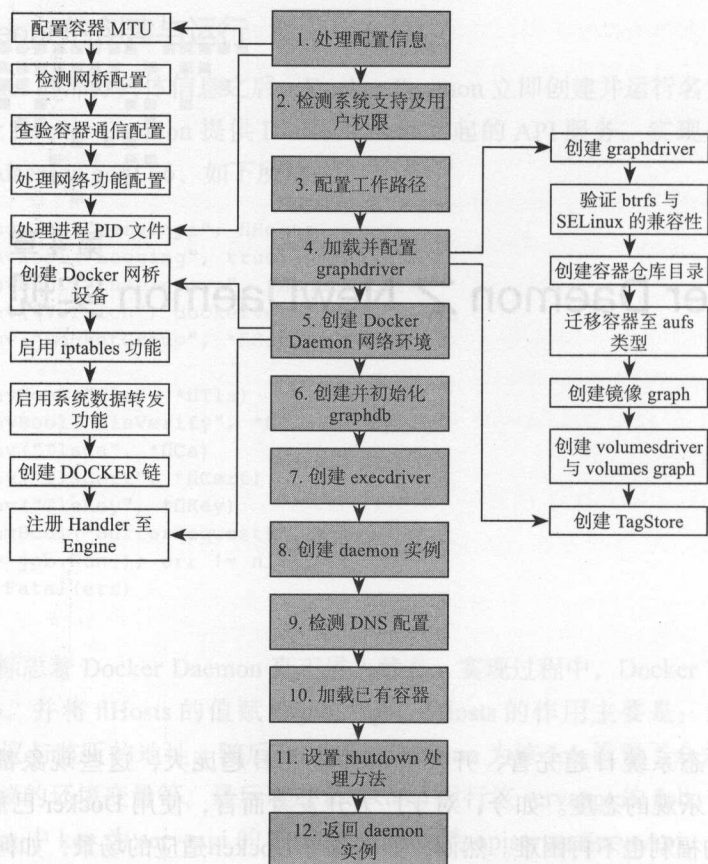 配置容器 MTU
检测网桥配置
查验容器通信配置
处理网络功能配置
处理进程 PID 文件
创建 Docker 网桥
设备
启用 iptables 功能
启用系统数据转发
功能
创建 DOCKER 链
注册 Handler 至
Engine
1. 处理配置信息
2. 检测系统支持及用
户权限
3. 配置工作路径
4. 加载并配置
graphdriver
5. 创建 Docker
Daemon 网络环境
6. 创建并初始化
graphdb
7. 创建 execdriver
8. 创建 daemon 实例
9. 检测 DNS 配置
10. 加载已有容器
11. 设置 shutdown 处
理方法
12. 返回 daemon
实例
创建 graphdriver
验证 btrfs 与
SELinux 的兼容性
创建容器仓库目录
迁移容器至 aufs
类型
创建镜像 graph
创建 volumesdriver
与 volumes graph
创建 TagStore